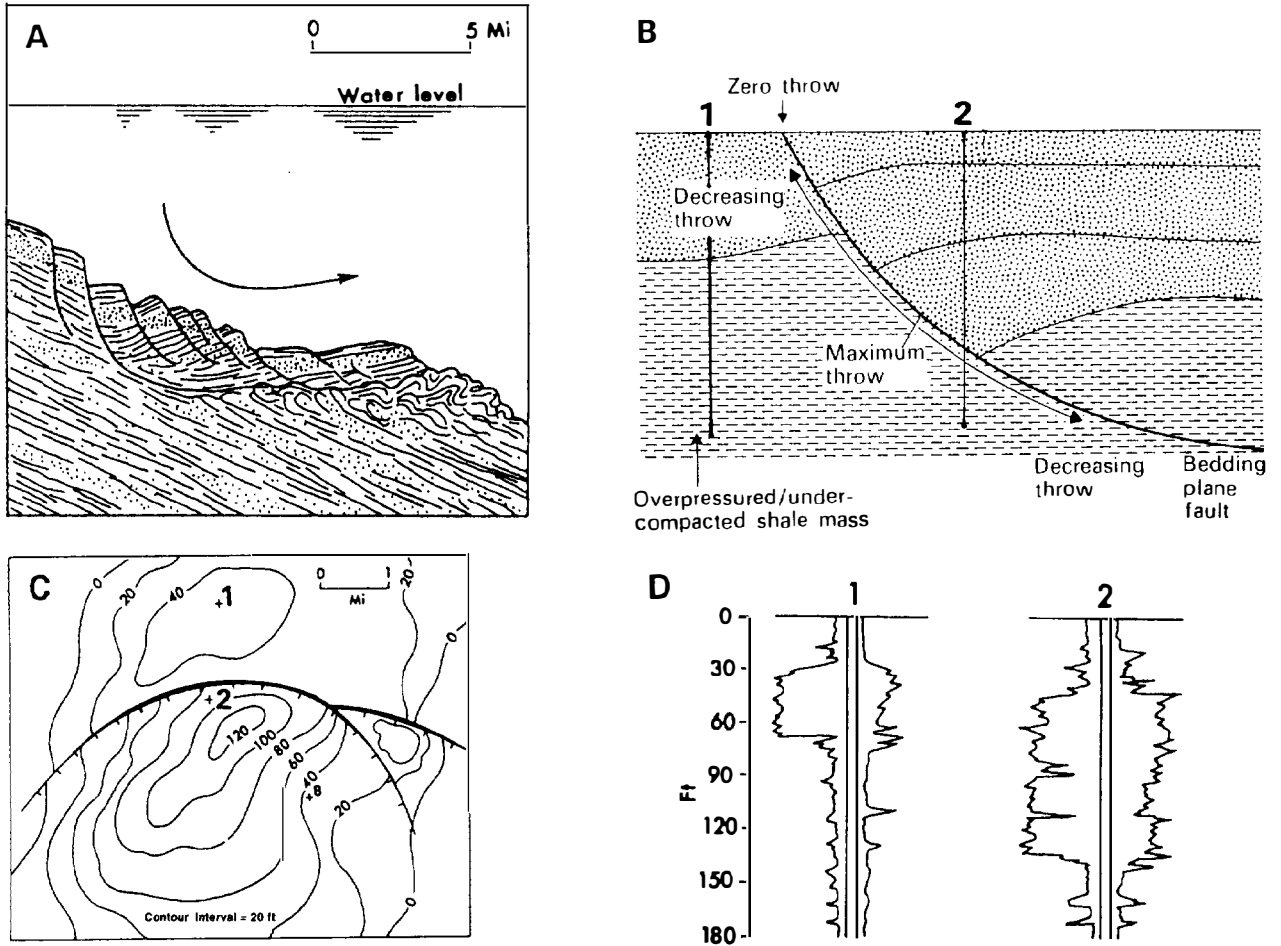 A
0 5 Mi
Water level
B
Zero throw
1 2
Decreasing
throw
Maximum
throw
Decreasing
throw
Bedding
plane
fault
Overpressured/under-
compacted shale mass
C
0 1
Mi
0
20
40
+1
20
0
+2
120
100
80
60
40
+8
20
0
Contour Interval = 20 ft
D
1 2
0
30
60
90
120
150
180
Ft